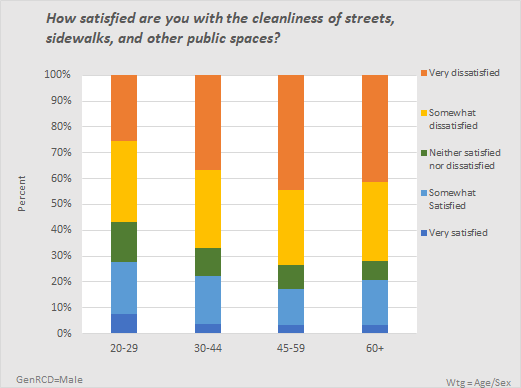 How satisfied are you with the cleanliness of streets,
sidewalks, and other public spaces?
Percent
100%
90%
80%
70%
60%
50%
40%
30%
20%
10%
0%
20-29
30-44
45-59
60+
Very dissatisfied
Somewhat
dissatisfied
Neither satisfied
nor dissatisfied
Somewhat
Satisfied
Very satisfied
GenRCD=Male
Wtg = Age/Sex